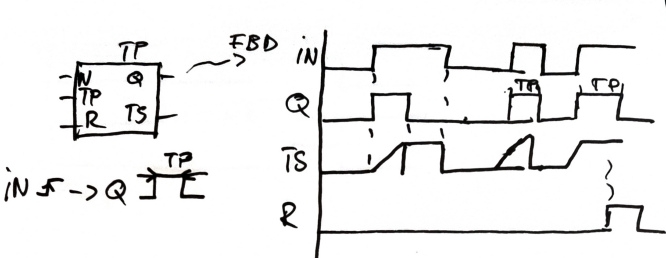 TP
IN Q
TP
R TS
FBD
IN ↑ -> Q TP
IN
Q TP TP
TS
R